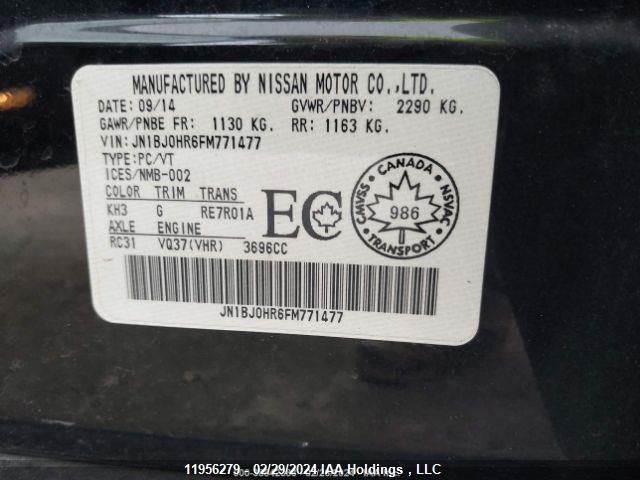 MANUFACTURED BY NISSAN MOTOR CO.,LTD.
DATE: 09/14 GVWR/PNBV: 2290 KG.
GAWR/PNBE FR: 1130 KG. RR: 1163 KG.
VIN: JN1BJ0HR6FM771477
TYPE: PC/VT
ICES/NMB-002
COLOR TRIM TRANS
KH3 G RE7R01A
AXLE ENGINE
RC31 VQ37(VHR) 3696CC
EC
CANADA
CMVSS 986 NSVAC
TRANSPORT
JN1BJ0HR6FM771477
11956279 - 02/29/2024 IAA Holdings , LLC